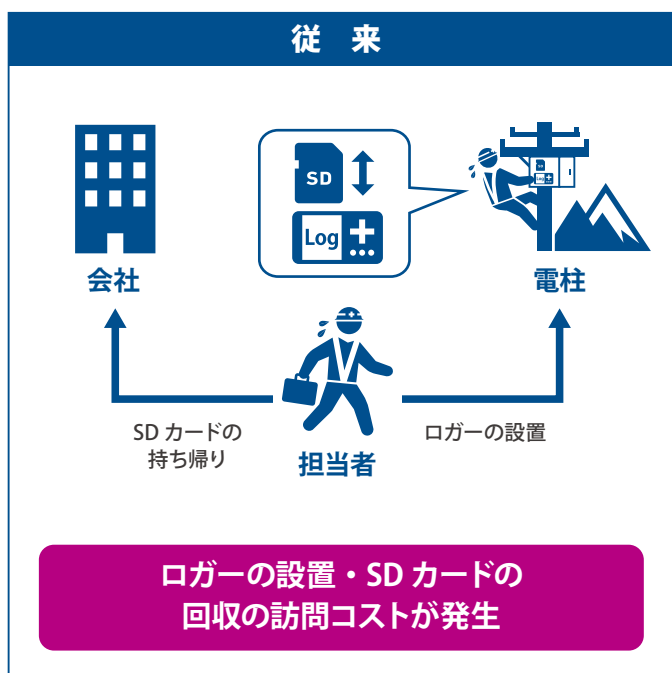 従 来
SD
Log
会社
電柱
SD カードの
持ち帰り
ロガーの設置
担当者
ロガーの設置・SD カードの
回収の訪問コストが発生